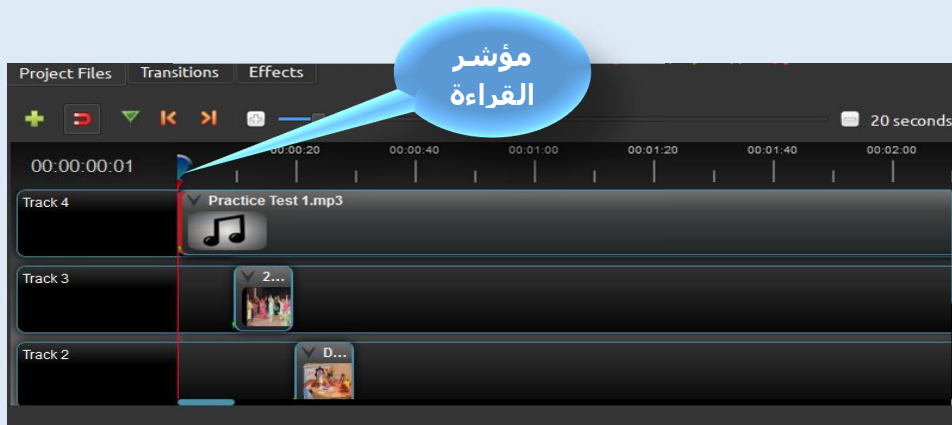 مؤشر
القراءة
Project Files Transitions Effects
20 seconds
00:00:00:01
00:00:20 00:00:40 00:01:00 00:01:20 00:01:40 00:02:00
Track 4
Practice Test 1.mp3
Track 3
2...
Track 2
D...